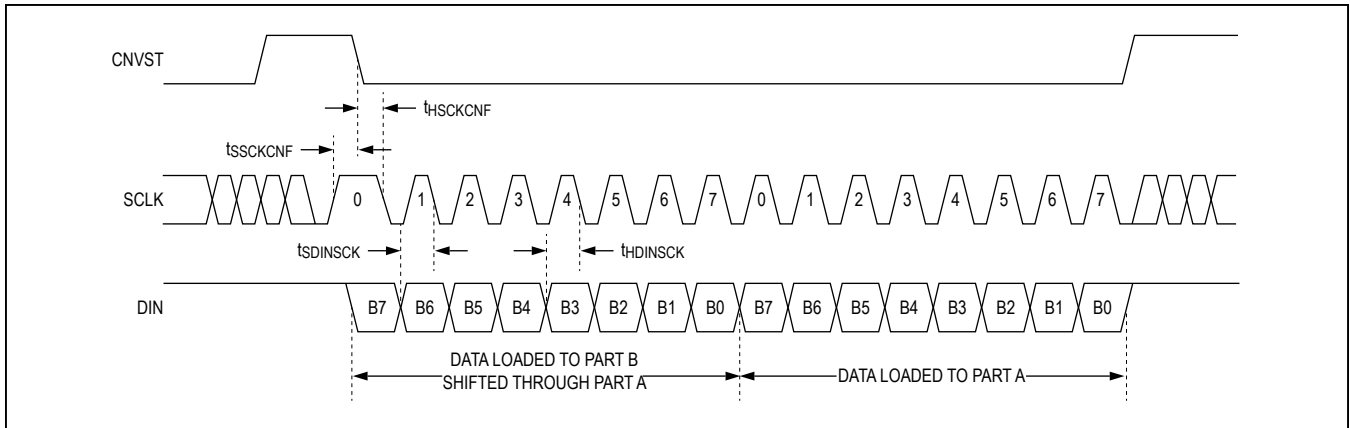 CNVST
tHSCKCNF
tSSCKCNF
SCLK 0 1 2 3 4 5 6 7 0 1 2 3 4 5 6 7
tSDINSCK tHDINSCK
DIN B7 B6 B5 B4 B3 B2 B1 B0 B7 B6 B5 B4 B3 B2 B1 B0
DATA LOADED TO PART B
SHIFTED THROUGH PART A
DATA LOADED TO PART A